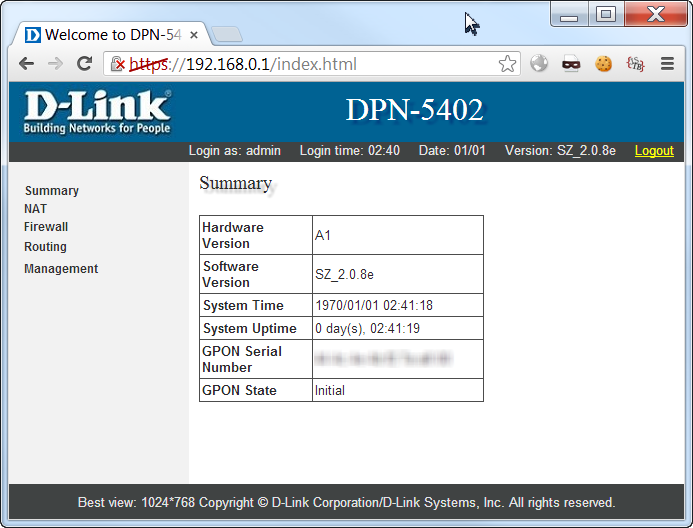 Welcome to DPN-54
https://192.168.0.1/index.html
D-Link®
Building Networks for People
DPN-5402
Login as: admin Login time: 02:40 Date: 01/01 Version: SZ_2.0.8e Logout
Summary
NAT
Firewall
Routing
Management
Summary
Hardware
Version
A1
Software
Version
SZ_2.0.8e
System Time 1970/01/01 02:41:18
System Uptime 0 day(s), 02:41:19
GPON Serial
Number
GPON State Initial
Best view: 1024*768 Copyright © D-Link Corporation/D-Link Systems, Inc. All rights reserved.